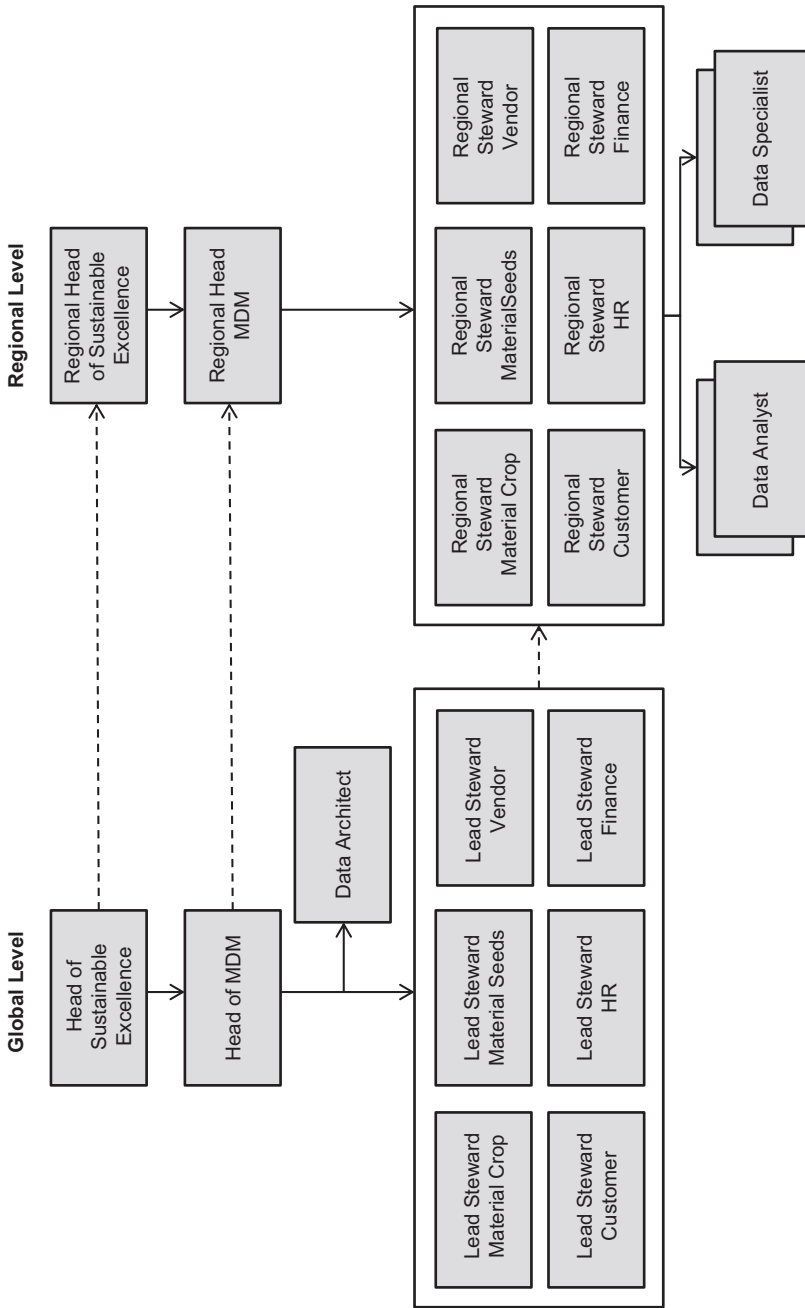 Global Level
Regional Level
Head of
Sustainable
Excellence
Regional Head
of Sustainable
Excellence
Head of MDM
Regional Head
MDM
Data Architect
Lead Steward
Material Crop
Lead Steward
Material Seeds
Lead Steward
Vendor
Lead Steward
Customer
Lead Steward
HR
Lead Steward
Finance
Regional
Steward
Material Crop
Regional
Steward
MaterialSeeds
Regional
Steward
Vendor
Regional
Steward
Customer
Regional
Steward
HR
Regional
Steward
Finance
Data Analyst
Data Specialist